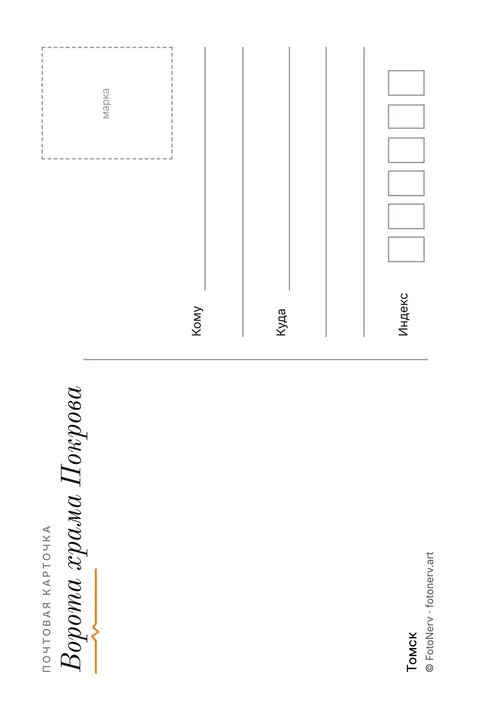 ПОЧТОВАЯ КАРТОЧКА
Ворота храма Покрова
Томск
© FotoNerv · fotonerv.art
марка
Кому
Куда
Индекс